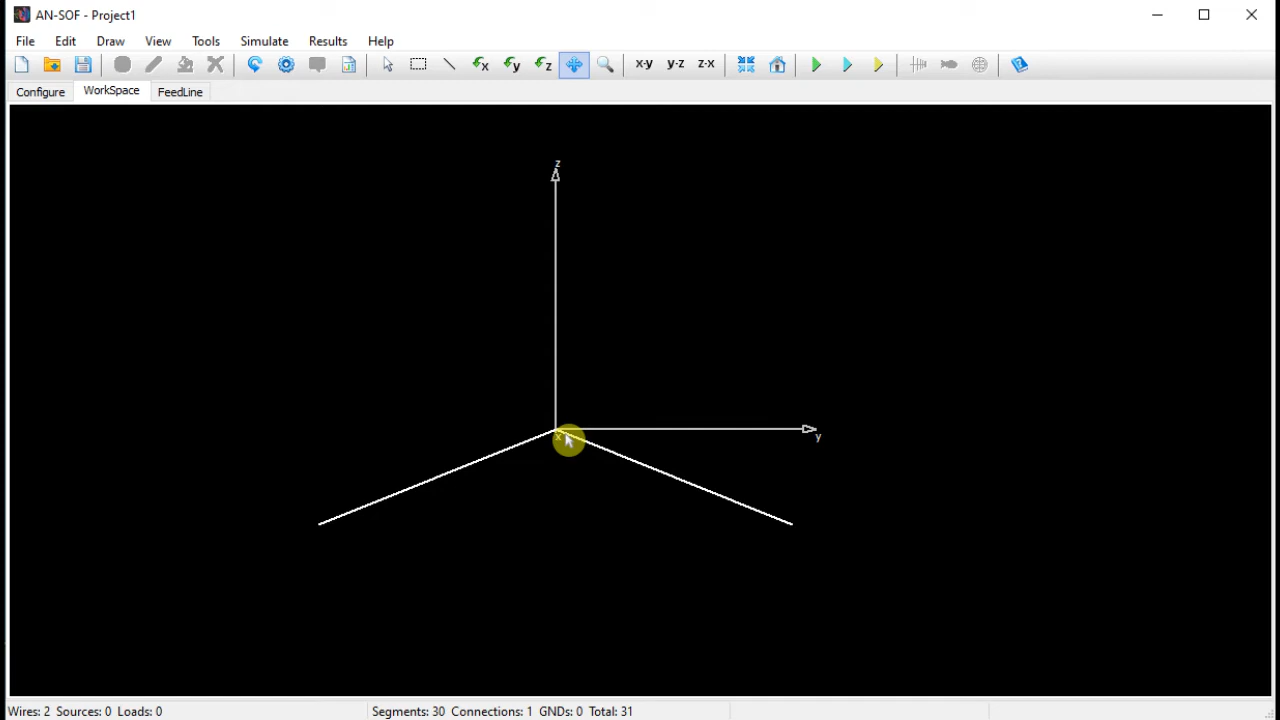 AN-SOF - Project1
File Edit Draw View Tools Simulate Results Help
x y z x-y y-z z-x
Configure WorkSpace FeedLine
z
x
y
Wires: 2 Sources: 0 Loads: 0 Segments: 30 Connections: 1 GNDs: 0 Total: 31